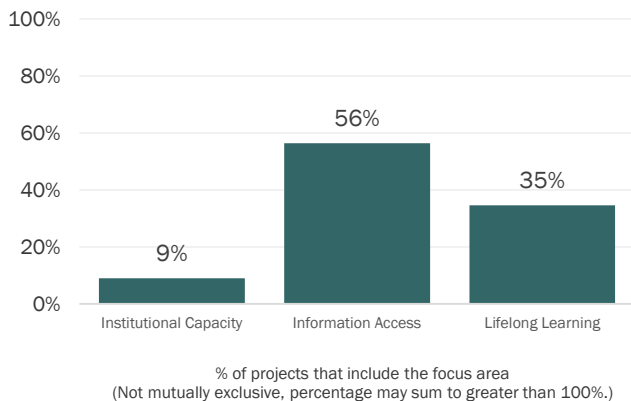 100%
80%
60%
40%
20%
0%
9%
56%
35%
Institutional Capacity
Information Access
Lifelong Learning
% of projects that include the focus area
(Not mutually exclusive, percentage may sum to greater than 100%.)